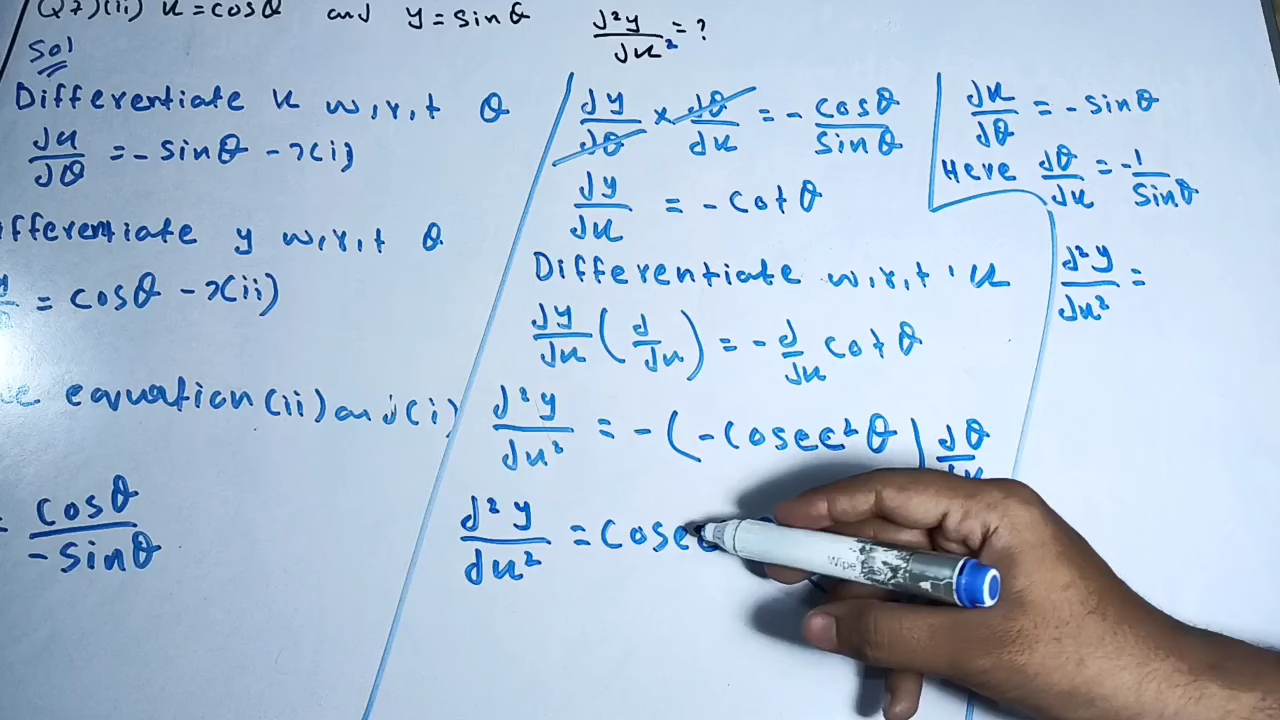 Q7)(ii) x = cosθ and y = sinθ d²y/dx² = ?
Sol
Differentiate x w.r.t θ
dx/dθ = - sinθ -> (i)
ifferentiate y w.r.t θ
= cosθ -> (ii)
equation (ii) and (i)
= cosθ/-sinθ
dy/dθ × dθ/dx = - cosθ/sinθ
dy/dx = - cotθ
Differentiate w.r.t. x
dy/dx (d/dx) = - d/dx cotθ
d²y/dx² = -(-cosec²θ) dθ/dx
d²y/dx² = cosec
dx/dθ = - sinθ
Here dθ/dx = -1/sinθ
d²y/dx² =
Wipe Easy